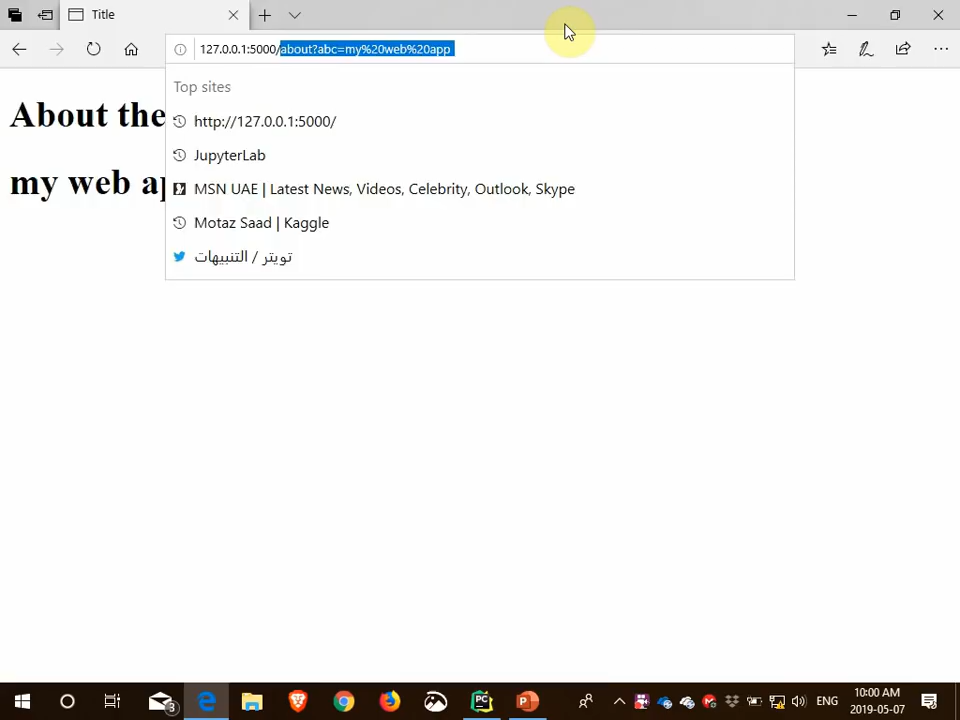 Title
127.0.0.1:5000/about?abc=my%20web%20app
Top sites
About the
http://127.0.0.1:5000/
JupyterLab
my web ap
MSN UAE | Latest News, Videos, Celebrity, Outlook, Skype
Motaz Saad | Kaggle
تويتر / التنبيهات
3
ENG
10:00 AM
2019-05-07